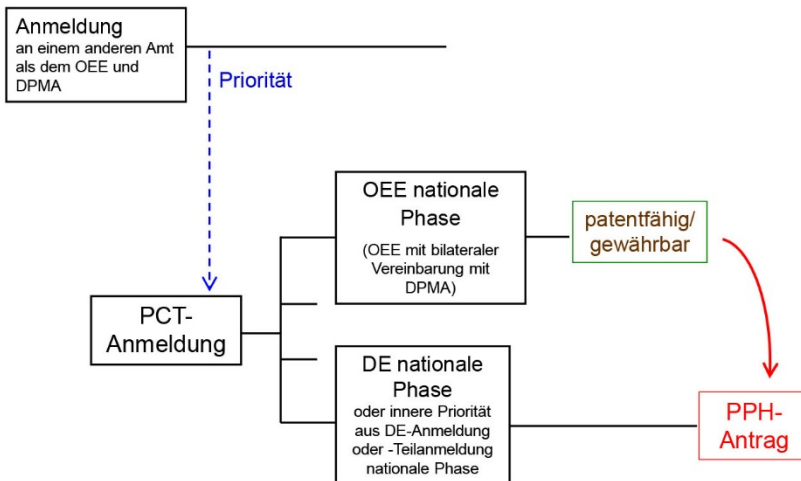 Anmeldung
an einem anderen Amt
als dem OEE und
DPMA
Priorität
OEE nationale
Phase
(OEE mit bilateraler
Vereinbarung mit
DPMA)
patentfähig/
gewährbar
PCT-
Anmeldung
DE nationale
Phase
oder innere Priorität
aus DE-Anmeldung
oder -Teilanmeldung
nationale Phase
PPH-
Antrag